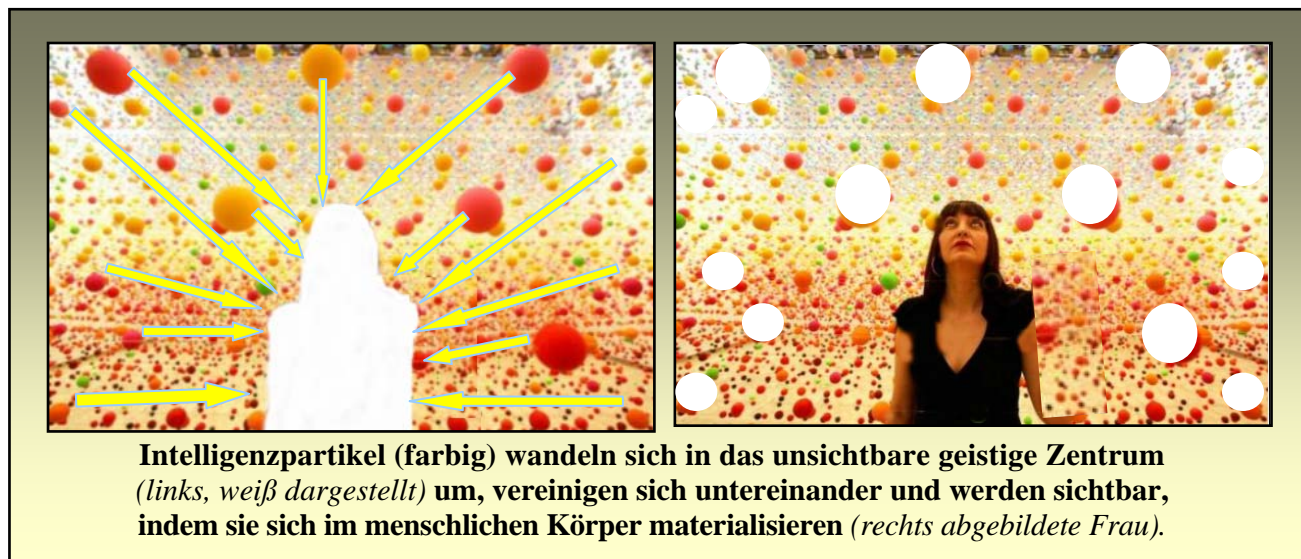 Intelligenzpartikel (farbig) wandeln sich in das unsichtbare geistige Zentrum
(links, weiß dargestellt) um, vereinigen sich untereinander und werden sichtbar,
indem sie sich im menschlichen Körper materialisieren (rechts abgebildete Frau).